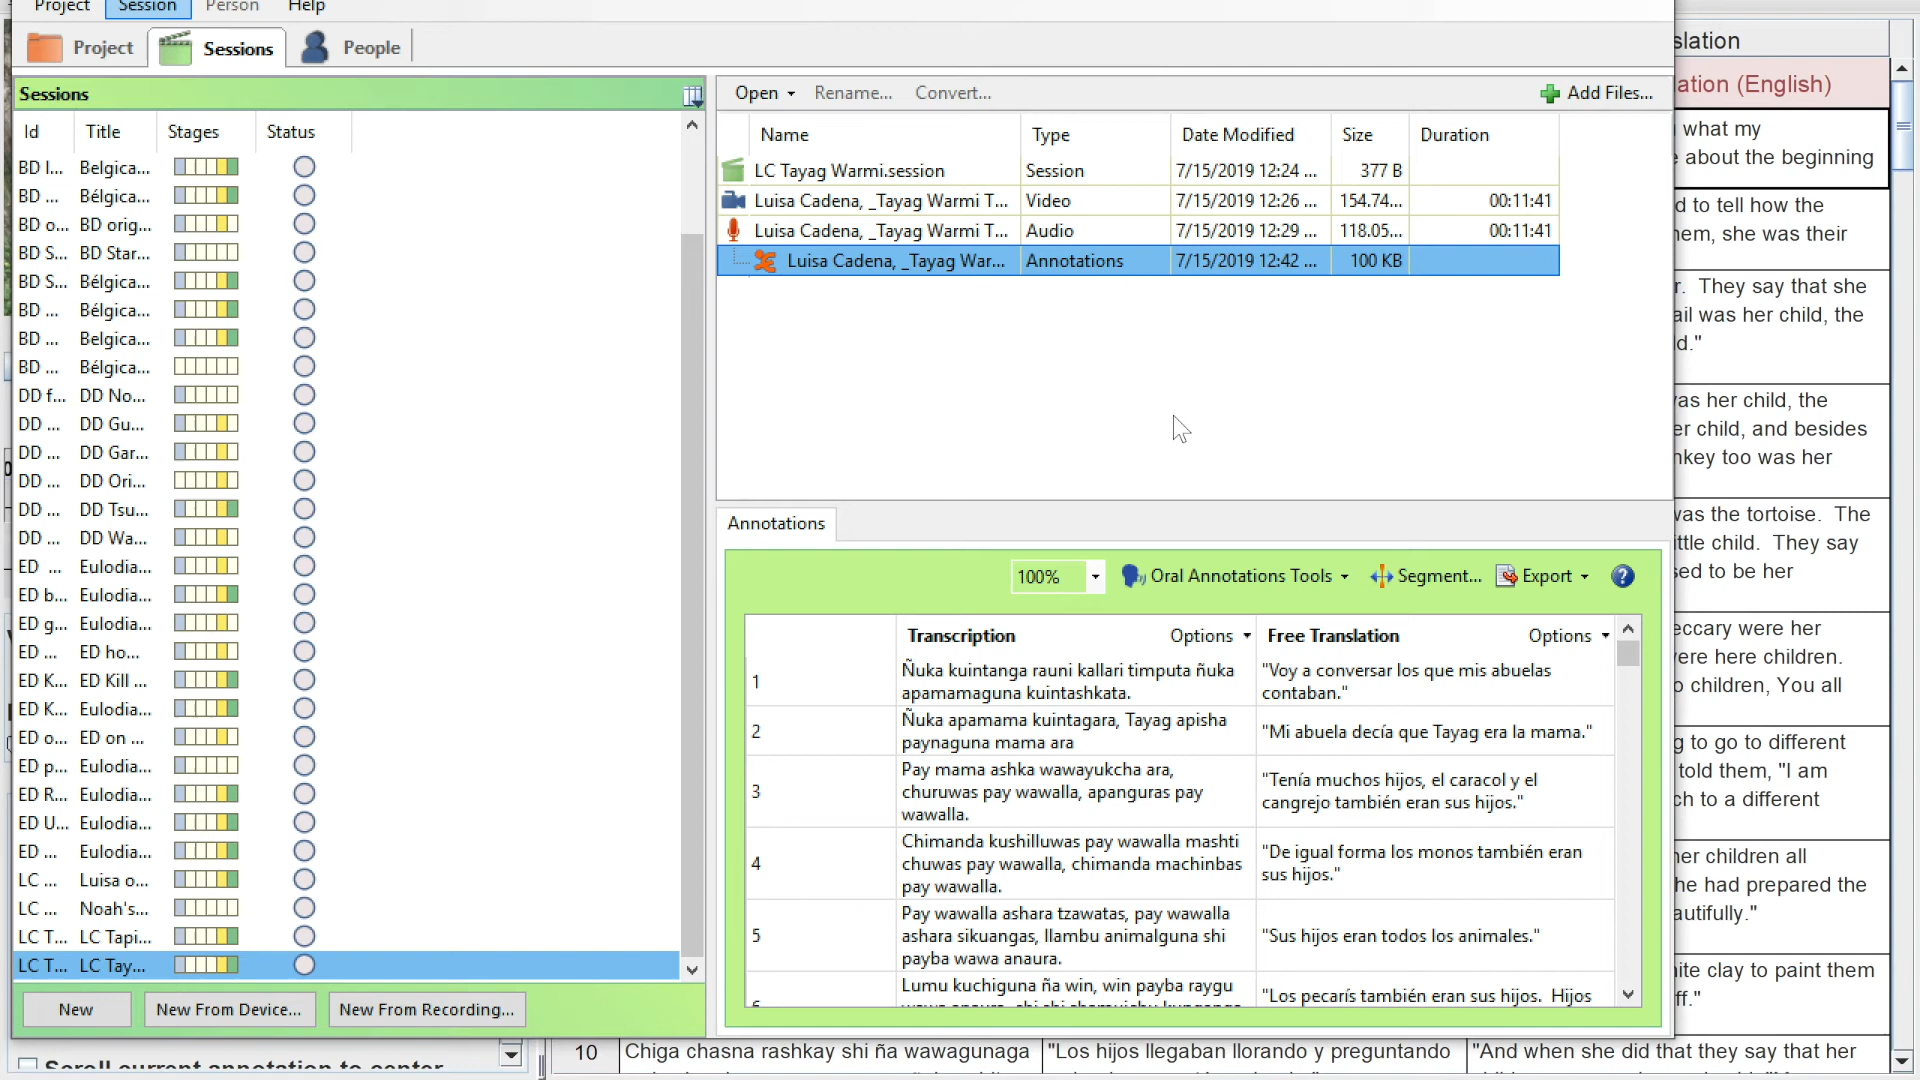 Project Session Person Help
Project Sessions People
Sessions
Id Title Stages Status
BD I... Belgica...
BD ... Bélgica...
BD o... BD orig...
BD S... BD Star...
BD S... Bélgica...
BD ... Bélgica...
BD ... Belgica...
BD ... Bélgica...
DD f... DD No...
DD ... DD Gu...
DD ... DD Gar...
DD ... DD Ori...
DD ... DD Tsu...
DD ... DD Wa...
ED ... Eulodia...
ED b... Eulodia...
ED g... Eulodia...
ED ... ED ho...
ED K... ED Kill ...
ED K... Eulodia...
ED o... ED on ...
ED p... Eulodia...
ED R... Eulodia...
ED U... Eulodia...
ED ... Eulodia...
LC ... Luisa o...
LC ... Noah's...
LC T... LC Tapi...
LC T... LC Tay...
New New From Device... New From Recording...
Open Rename... Convert... Add Files...
Name Type Date Modified Size Duration
LC Tayag Warmi.session Session 7/15/2019 12:24 ... 377 B
Luisa Cadena, _Tayag Warmi T... Video 7/15/2019 12:26 ... 154.74... 00:11:41
Luisa Cadena, _Tayag Warmi T... Audio 7/15/2019 12:29 ... 118.05... 00:11:41
Luisa Cadena, _Tayag War... Annotations 7/15/2019 12:42 ... 100 KB
Annotations
100% Oral Annotations Tools Segment... Export ?
Transcription Options Free Translation Options
1
Ñuka kuintanga rauni kallari timputa ñuka
apamamaguna kuintashkata.
"Voy a conversar los que mis abuelas
contaban."
2
Ñuka apamama kuintagara, Tayag apisha
paynaguna mama ara
"Mi abuela decía que Tayag era la mama."
3
Pay mama ashka wawayukcha ara,
churuwas pay wawalla, apanguras pay
wawalla.
"Tenía muchos hijos, el caracol y el
cangrejo también eran sus hijos."
4
Chimanda kushilluwas pay wawalla mashti
chuwas pay wawalla, chimanda machinbas
pay wawalla.
"De igual forma los monos también eran
sus hijos."
5
Pay wawalla ashara tzawatas, pay wawalla
ashara sikuangas, llambu animalguna shi
payba wawa anaura.
"Sus hijos eran todos los animales."
Lumu kuchiguna ña win, win payba raygu
"Los pecarís también eran sus hijos. Hijos
slation
ation (English)
what my
about the beginning
d to tell how the
hem, she was their
r. They say that she
ail was her child, the
d."
as her child, the
er child, and besides
nkey too was her
was the tortoise. The
ittle child. They say
sed to be her
eccary were her
ere here children.
o children, You all
g to go to different
told them, "I am
ch to a different
her children all
he had prepared the
autifully."
nite clay to paint them
ff."
Scroll current annotation to center
10 Chiga chasna rashkay shi ña wawagunaga "Los hijos llegaban llorando y preguntando "And when she did that they say that her